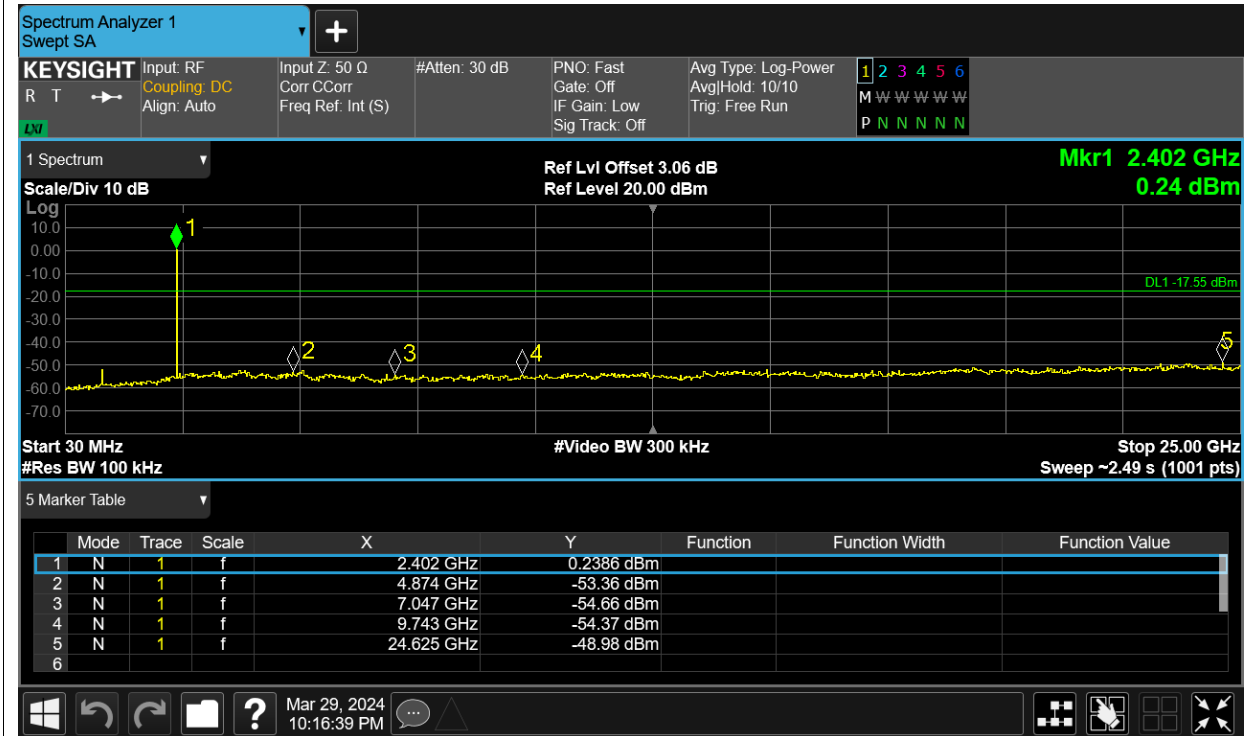 Spectrum Analyzer 1
Swept SA
KEYSIGHT
R T
LXI
Input: RF
Coupling: DC
Align: Auto
Input Z: 50 Ω
Corr CCorr
Freq Ref: Int (S)
#Atten: 30 dB
PNO: Fast
Gate: Off
IF Gain: Low
Sig Track: Off
Avg Type: Log-Power
Avg|Hold: 10/10
Trig: Free Run
1 2 3 4 5 6
M W W W W W
P N N N N N
1 Spectrum
Scale/Div 10 dB
Ref Lvl Offset 3.06 dB
Ref Level 20.00 dBm
Mkr1 2.402 GHz
0.24 dBm
Log
10.0
0.00
-10.0
-20.0
-30.0
-40.0
-50.0
-60.0
-70.0
1
DL1 -17.55 dBm
2
3
4
5
Start 30 MHz
#Res BW 100 kHz
#Video BW 300 kHz
Stop 25.00 GHz
Sweep ~2.49 s (1001 pts)
5 Marker Table
Mode Trace Scale X Y Function Function Width Function Value
1 N 1 f 2.402 GHz 0.2386 dBm
2 N 1 f 4.874 GHz -53.36 dBm
3 N 1 f 7.047 GHz -54.66 dBm
4 N 1 f 9.743 GHz -54.37 dBm
5 N 1 f 24.625 GHz -48.98 dBm
6
?
Mar 29, 2024
10:16:39 PM